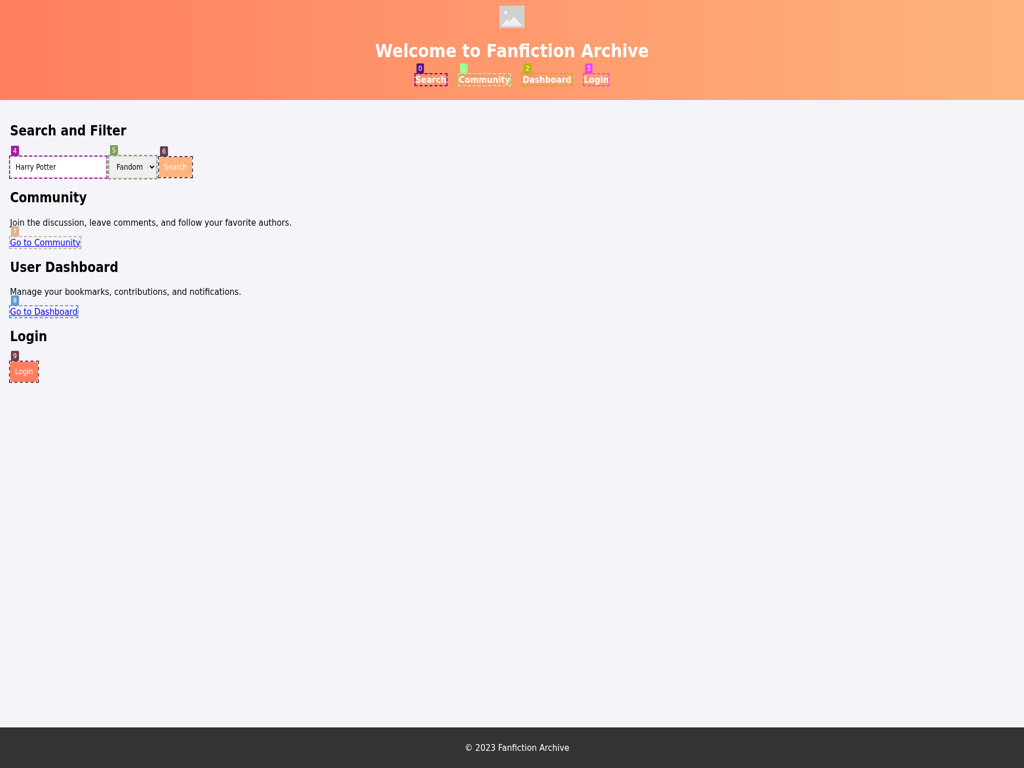 Welcome to Fanfiction Archive
0 1 2 3
Search Community Dashboard Login
Search and Filter
4 5 6
Harry Potter Fandom Search
Community
Join the discussion, leave comments, and follow your favorite authors.
7
Go to Community
User Dashboard
Manage your bookmarks, contributions, and notifications.
8
Go to Dashboard
Login
9
Login
© 2023 Fanfiction Archive